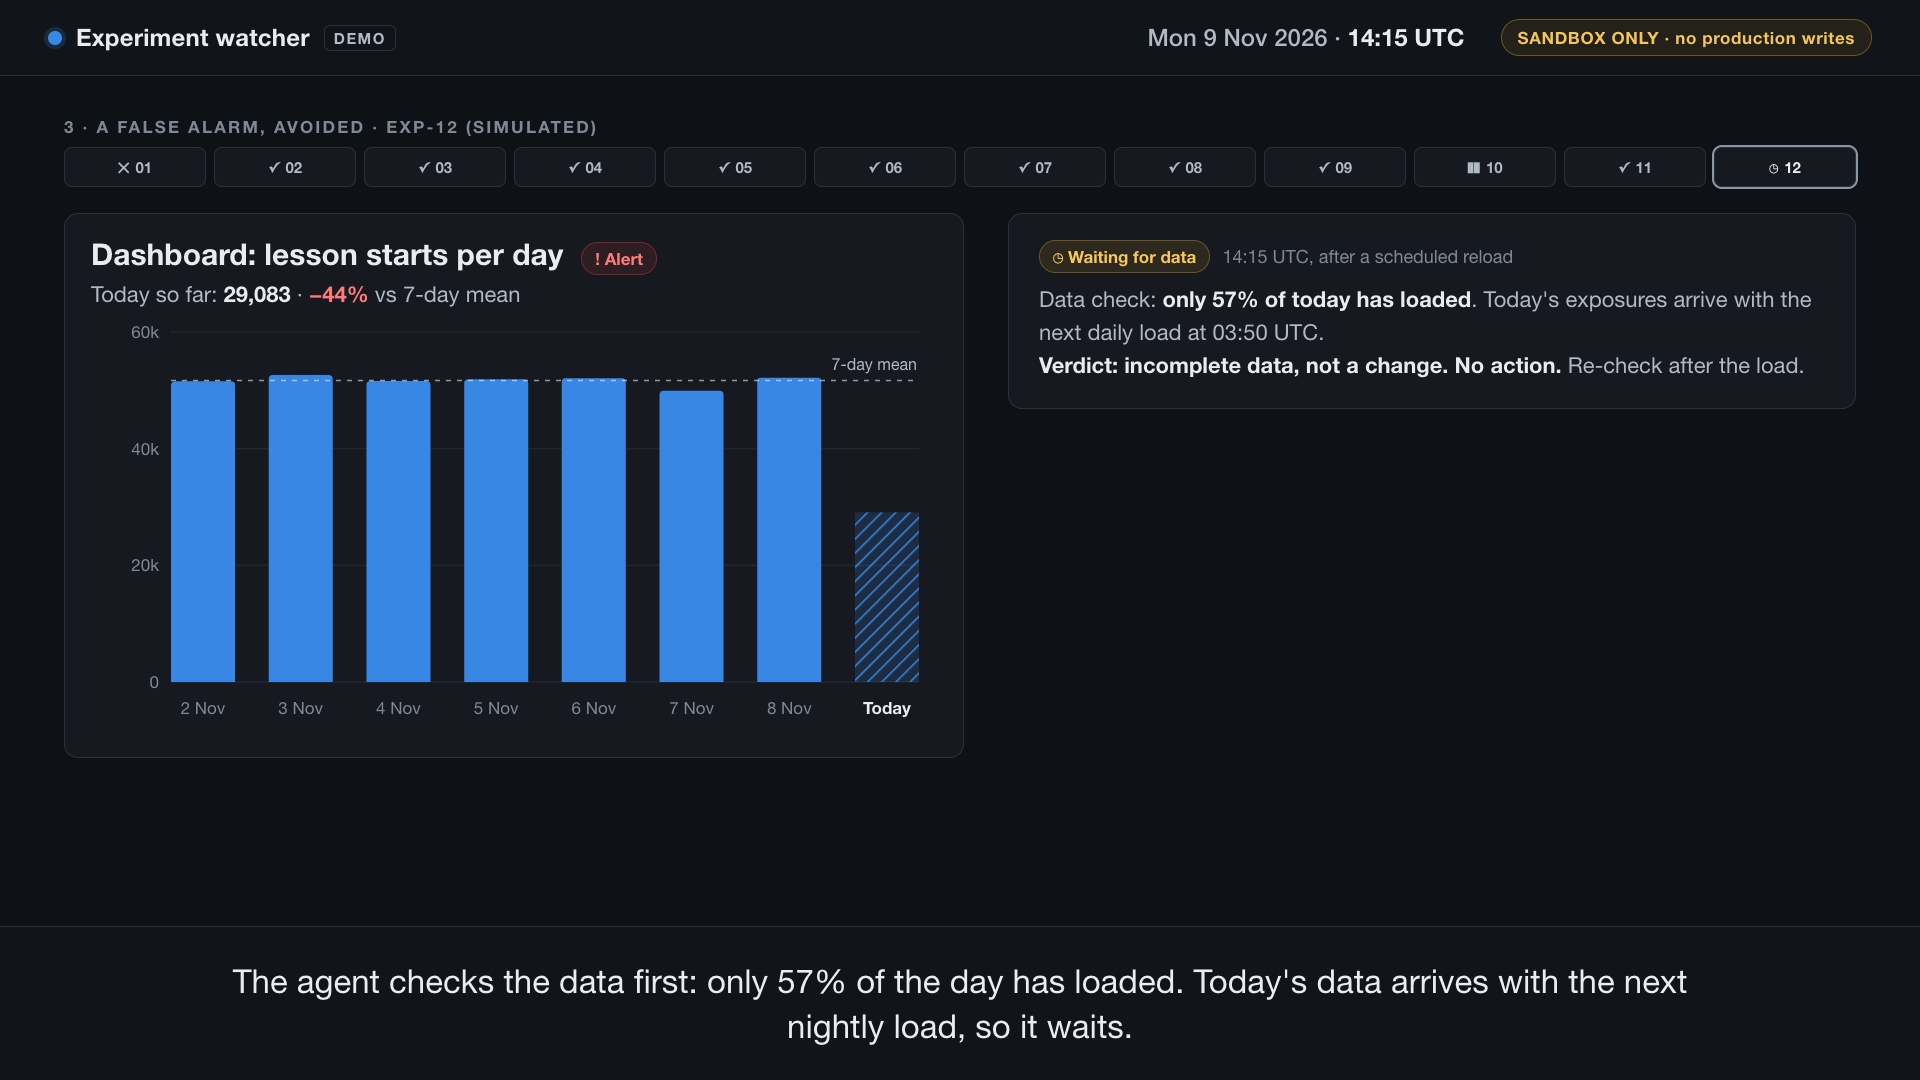 Experiment watcher DEMO
Mon 9 Nov 2026 · 14:15 UTC
SANDBOX ONLY · no production writes
3 · A FALSE ALARM, AVOIDED · EXP-12 (SIMULATED)
✕ 01 ✓ 02 ✓ 03 ✓ 04 ✓ 05 ✓ 06 ✓ 07 ✓ 08 ✓ 09 ▮▮ 10 ✓ 11 ◷ 12
Dashboard: lesson starts per day
! Alert
Today so far: 29,083 · −44% vs 7-day mean
60k
7-day mean
40k
20k
0
2 Nov 3 Nov 4 Nov 5 Nov 6 Nov 7 Nov 8 Nov Today
◷ Waiting for data 14:15 UTC, after a scheduled reload
Data check: only 57% of today has loaded. Today's exposures arrive with the
next daily load at 03:50 UTC.
Verdict: incomplete data, not a change. No action. Re-check after the load.
The agent checks the data first: only 57% of the day has loaded. Today's data arrives with the next
nightly load, so it waits.